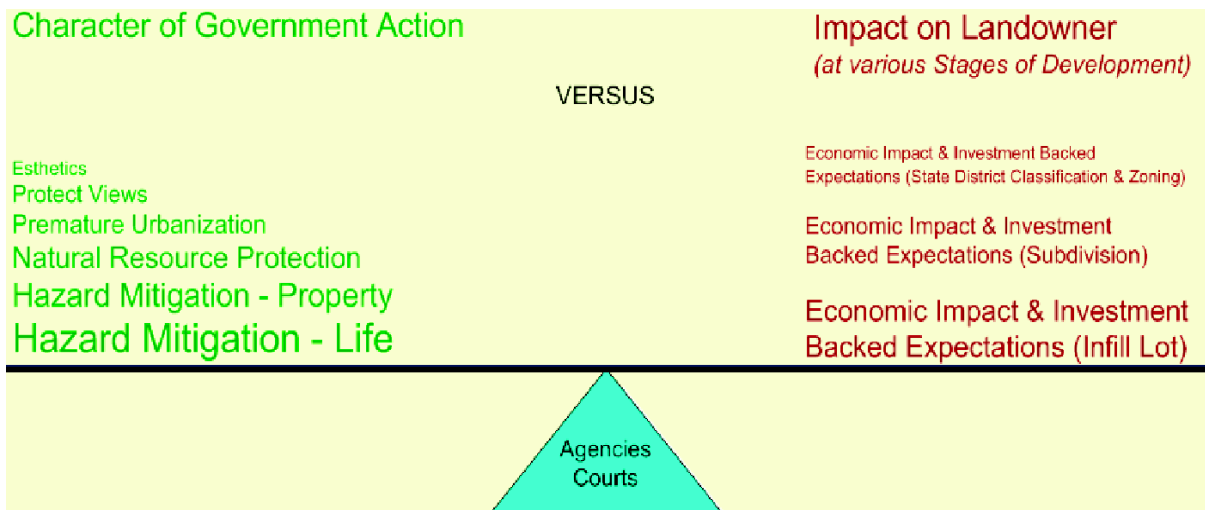 Character of Government Action
Impact on Landowner
(at various Stages of Development)
VERSUS
Esthetics
Protect Views
Premature Urbanization
Natural Resource Protection
Hazard Mitigation - Property
Hazard Mitigation - Life
Economic Impact & Investment Backed
Expectations (State District Classification & Zoning)
Economic Impact & Investment
Backed Expectations (Subdivision)
Economic Impact & Investment
Backed Expectations (Infill Lot)
Agencies
Courts